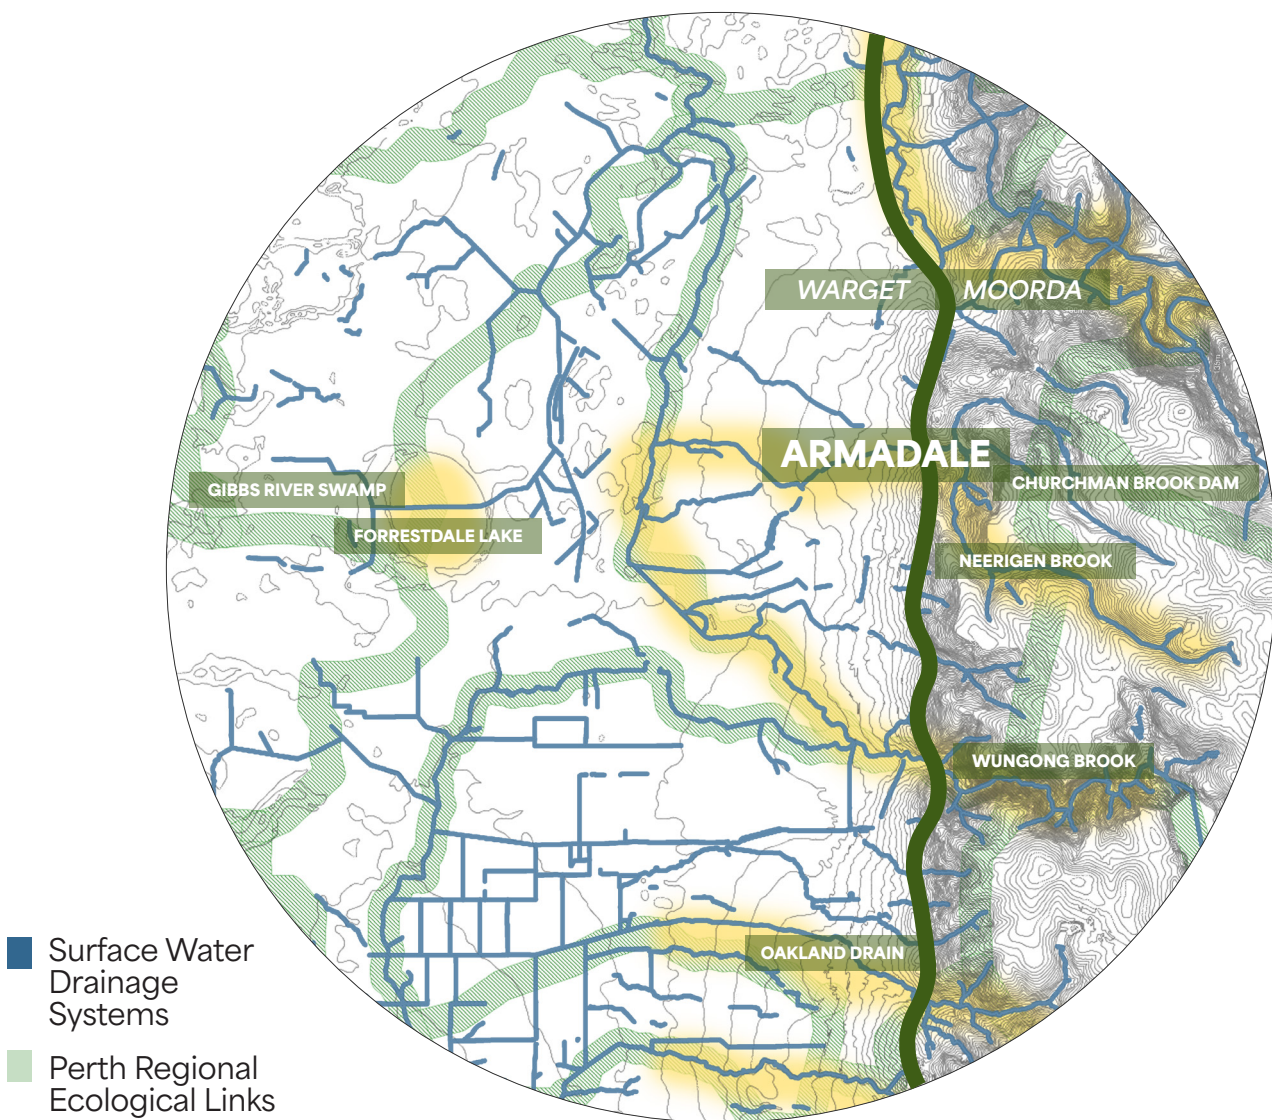 WARGET MOORDA
ARMADALE
GIBBS RIVER SWAMP
CHURCHMAN BROOK DAM
FORRESTDALE LAKE
NEERIGEN BROOK
WUNGONG BROOK
OAKLAND DRAIN
Surface Water
Drainage
Systems
Perth Regional
Ecological Links